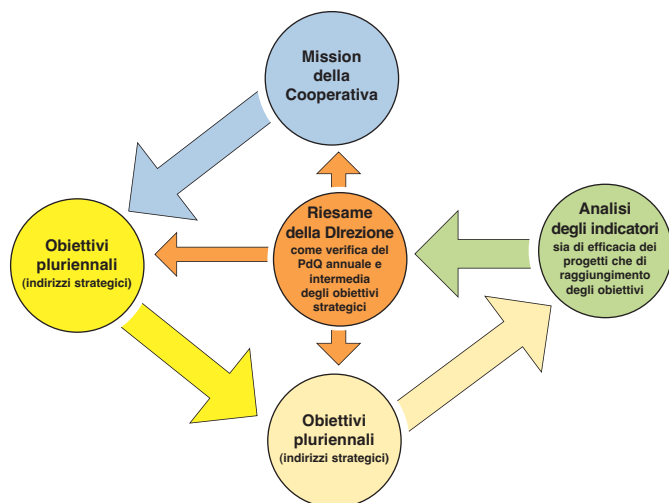 Mission
della
Cooperativa
Obiettivi
pluriennali
(indirizzi strategici)
Riesame
della DIrezione
come verifica del
PdQ annuale e
intermedia
degli obiettivi
strategici
Analisi
degli indicatori
sia di efficacia dei
progetti che di
raggiungimento
degli obiettivi
Obiettivi
pluriennali
(indirizzi strategici)